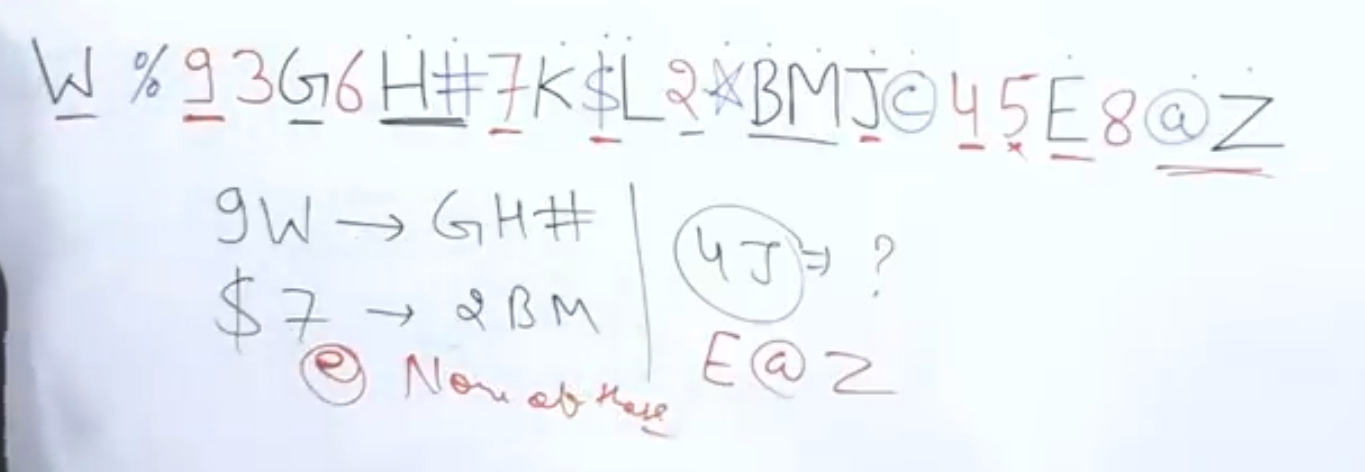 W % 9 3 G 6 H # 7 K $ L 2 * B M J © 4 5 E 8 @ Z
9W → GH#
$7 → 2BM
e None of these
4J ⇒ ?
E@Z